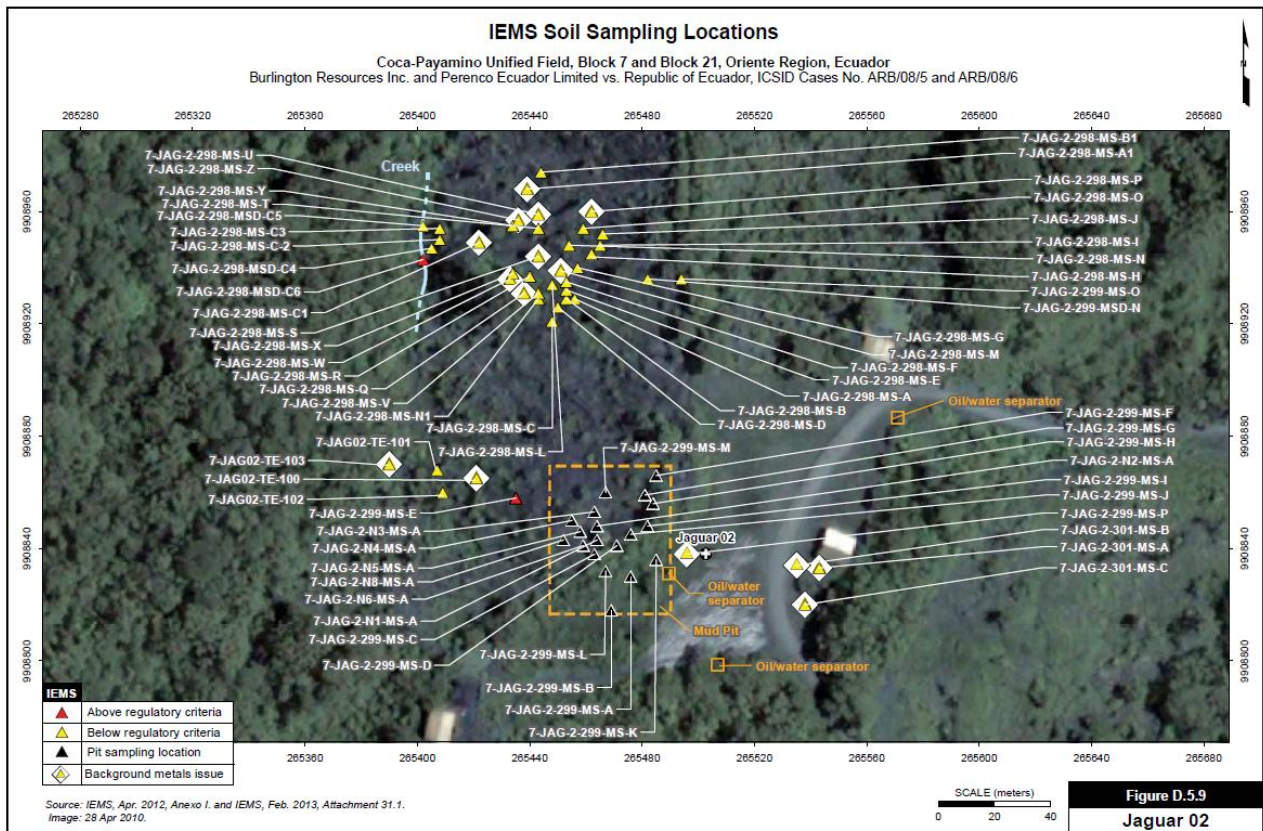 IEMS Soil Sampling Locations
Coca-Payamino Unified Field, Block 7 and Block 21, Oriente Region, Ecuador
Burlington Resources Inc. and Perenco Ecuador Limited vs. Republic of Ecuador, ICSID Cases No. ARB/08/5 and ARB/08/6
265280
265320
265360
265400
265440
265480
265520
265560
265600
265640
265680
9908960
9908920
9908880
9908840
9908800
9908960
9908920
9908880
9908840
9908800
Creek
7-JAG-2-298-MS-U
7-JAG-2-298-MS-Z
7-JAG-2-298-MS-Y
7-JAG-2-298-MS-T
7-JAG-2-298-MSD-C5
7-JAG-2-298-MS-C3
7-JAG-2-298-MS-C-2
7-JAG-2-298-MSD-C4
7-JAG-2-298-MSD-C6
7-JAG-2-298-MS-C1
7-JAG-2-298-MS-S
7-JAG-2-298-MS-X
7-JAG-2-298-MS-W
7-JAG-2-298-MS-R
7-JAG-2-298-MS-Q
7-JAG-2-298-MS-V
7-JAG-2-298-MS-N1
7-JAG-2-298-MS-C
7-JAG-2-298-MS-L
7-JAG02-TE-101
7-JAG02-TE-103
7-JAG02-TE-100
7-JAG02-TE-102
7-JAG-2-299-MS-E
7-JAG-2-N3-MS-A
7-JAG-2-N4-MS-A
7-JAG-2-N5-MS-A
7-JAG-2-N8-MS-A
7-JAG-2-N6-MS-A
7-JAG-2-N1-MS-A
7-JAG-2-299-MS-C
7-JAG-2-299-MS-D
7-JAG-2-299-MS-M
7-JAG-2-299-MS-L
7-JAG-2-299-MS-B
7-JAG-2-299-MS-A
7-JAG-2-299-MS-K
7-JAG-2-298-MS-B1
7-JAG-2-298-MS-A1
7-JAG-2-298-MS-P
7-JAG-2-298-MS-O
7-JAG-2-298-MS-J
7-JAG-2-298-MS-I
7-JAG-2-298-MS-N
7-JAG-2-298-MS-H
7-JAG-2-299-MS-O
7-JAG-2-299-MSD-N
7-JAG-2-298-MS-G
7-JAG-2-298-MS-M
7-JAG-2-298-MS-F
7-JAG-2-298-MS-E
7-JAG-2-298-MS-A
7-JAG-2-298-MS-B
7-JAG-2-298-MS-D
Oil/water separator
7-JAG-2-299-MS-F
7-JAG-2-299-MS-G
7-JAG-2-299-MS-H
7-JAG-2-N2-MS-A
7-JAG-2-299-MS-I
7-JAG-2-299-MS-J
7-JAG-2-299-MS-P
7-JAG-2-301-MS-B
7-JAG-2-301-MS-A
7-JAG-2-301-MS-C
Jaguar 02
Oil/water
separator
Mud Pit
Oil/water separator
IEMS
Above regulatory criteria
Below regulatory criteria
Pit sampling location
Background metals issue
265360
265400
265440
265480
265520
265560
265600
265640
265680
Source: IEMS, Apr. 2012, Anexo I. and IEMS, Feb. 2013, Attachment 31.1.
Image: 28 Apr 2010.
SCALE (meters)
0 20 40
Figure D.5.9
Jaguar 02